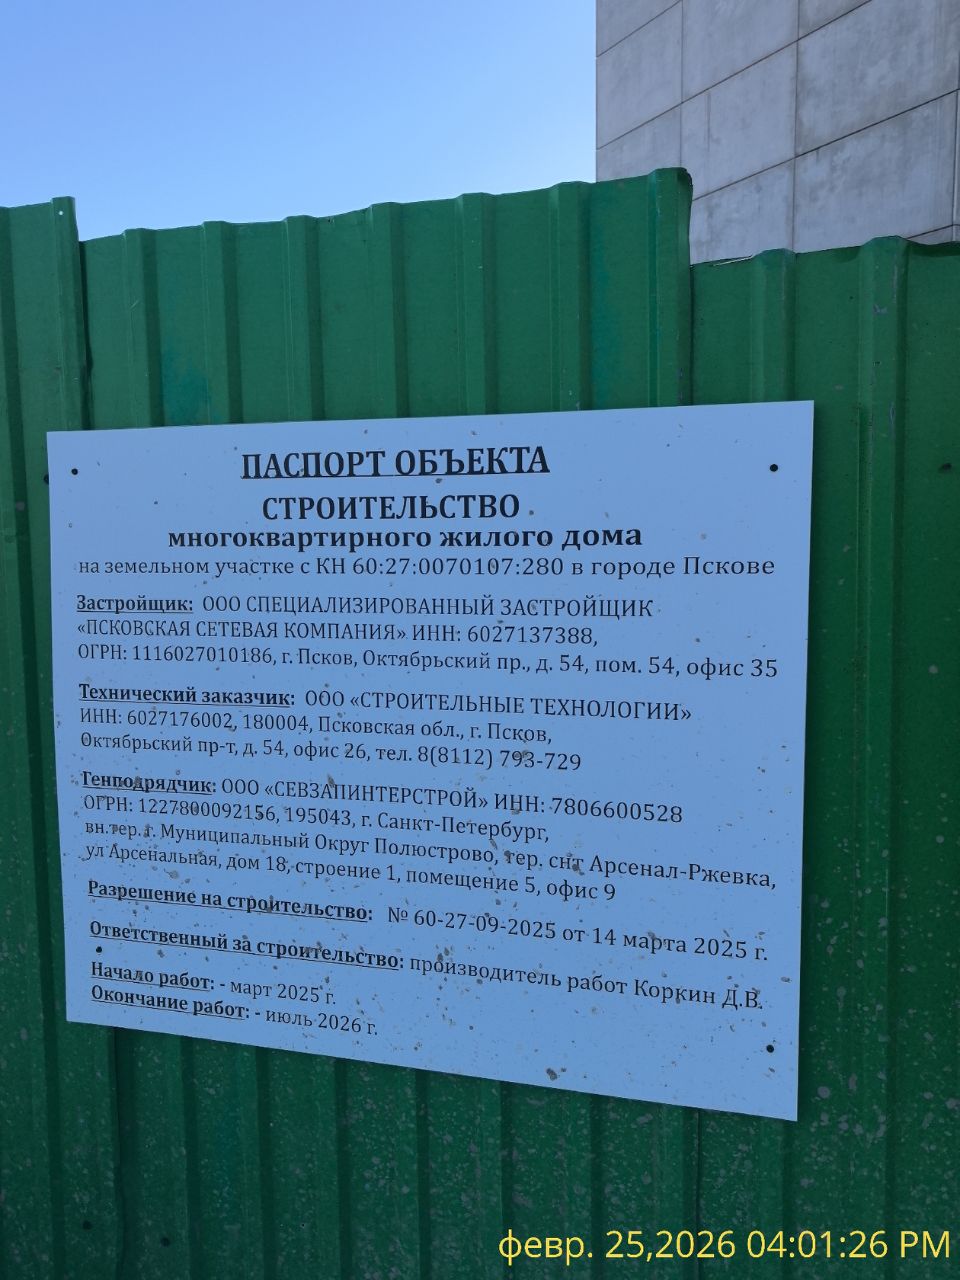 ПАСПОРТ ОБЪЕКТА
СТРОИТЕЛЬСТВО
многоквартирного жилого дома
на земельном участке с КН 60:27:0070107:280 в городе Пскове
Застройщик: ООО СПЕЦИАЛИЗИРОВАННЫЙ ЗАСТРОЙЩИК
«ПСКОВСКАЯ СЕТЕВАЯ КОМПАНИЯ» ИНН: 6027137388,
ОГРН: 1116027010186, г. Псков, Октябрьский пр., д. 54, пом. 54, офис 35
Технический заказчик: ООО «СТРОИТЕЛЬНЫЕ ТЕХНОЛОГИИ»
ИНН: 6027176002, 180004, Псковская обл., г. Псков,
Октябрьский пр-т, д. 54, офис 26, тел. 8(8112) 793-729
Генподрядчик: ООО «СЕВЗАПИНТЕРСТРОЙ» ИНН: 7806600528
ОГРН: 1227800092156, 195043, г. Санкт-Петербург,
вн.тер. г. Муниципальный Округ Полюстрово, тер. снт Арсенал-Ржевка,
ул Арсенальная, дом 18, строение 1, помещение 5, офис 9
Разрешение на строительство: № 60-27-09-2025 от 14 марта 2025 г.
Ответственный за строительство: производитель работ Коркин Д.В.
Начало работ: - март 2025 г.
Окончание работ: - июль 2026 г.
февр. 25,2026 04:01:26 PM